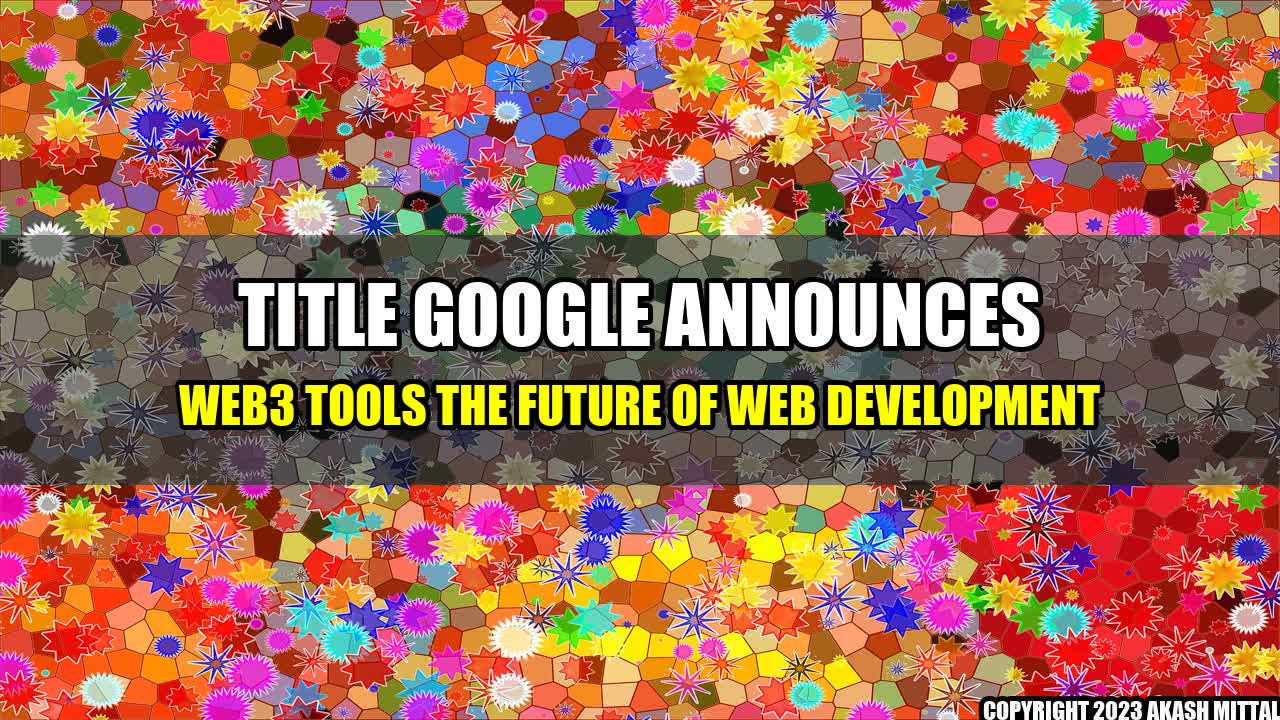 TITLE GOOGLE ANNOUNCES
WEB3 TOOLS THE FUTURE OF WEB DEVELOPMENT
COPYRIGHT 2023 AKASH MITTAL